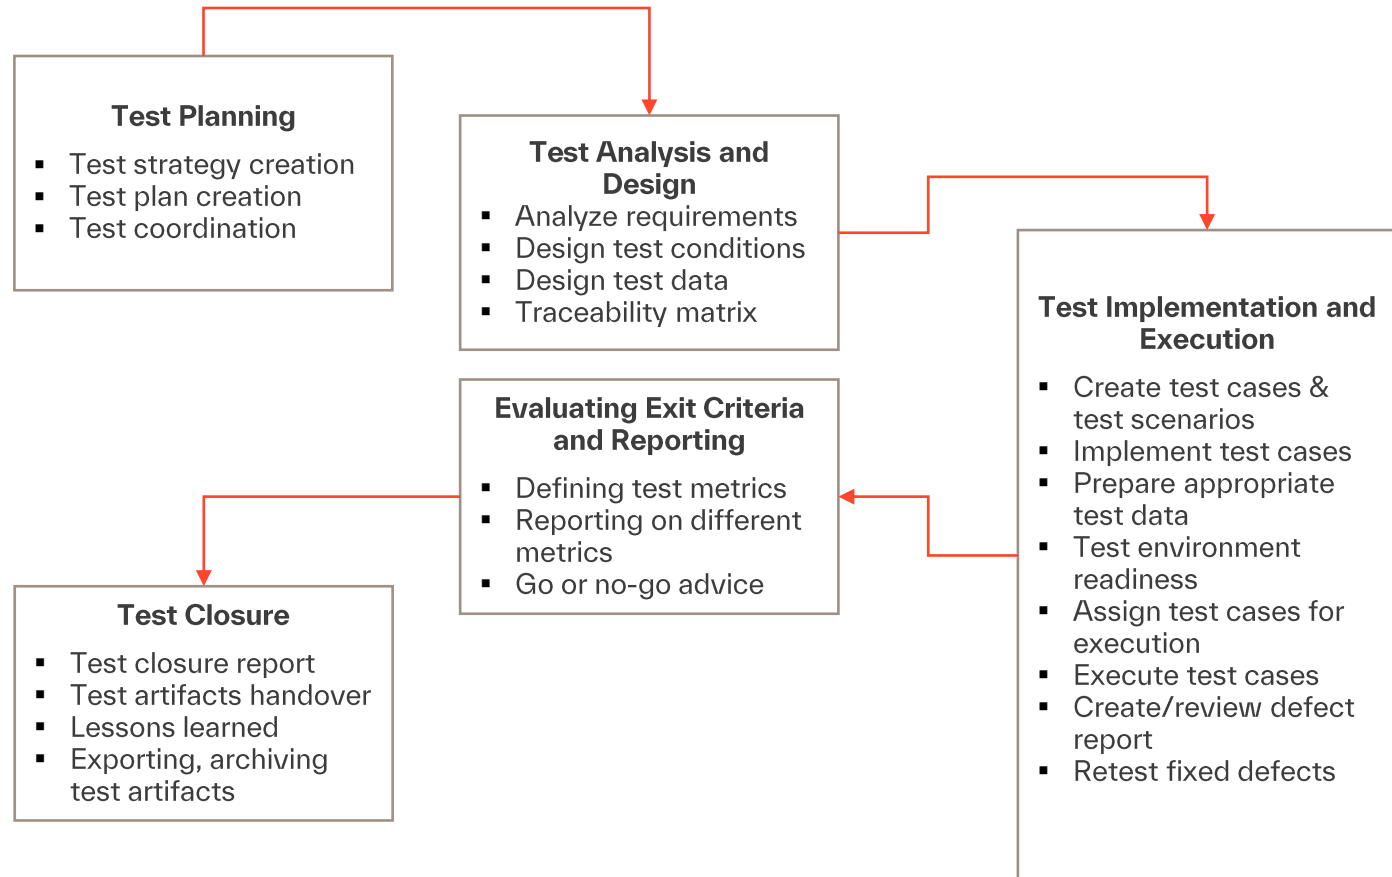 Test Planning
▪ Test strategy creation
▪ Test plan creation
▪ Test coordination
Test Analysis and
Design
▪ Analyze requirements
▪ Design test conditions
▪ Design test data
▪ Traceability matrix
Test Implementation and
Execution
▪ Create test cases &
test scenarios
▪ Implement test cases
▪ Prepare appropriate
test data
▪ Test environment
readiness
▪ Assign test cases for
execution
▪ Execute test cases
▪ Create/review defect
report
▪ Retest fixed defects
Evaluating Exit Criteria
and Reporting
▪ Defining test metrics
▪ Reporting on different
metrics
▪ Go or no-go advice
Test Closure
▪ Test closure report
▪ Test artifacts handover
▪ Lessons learned
▪ Exporting, archiving
test artifacts